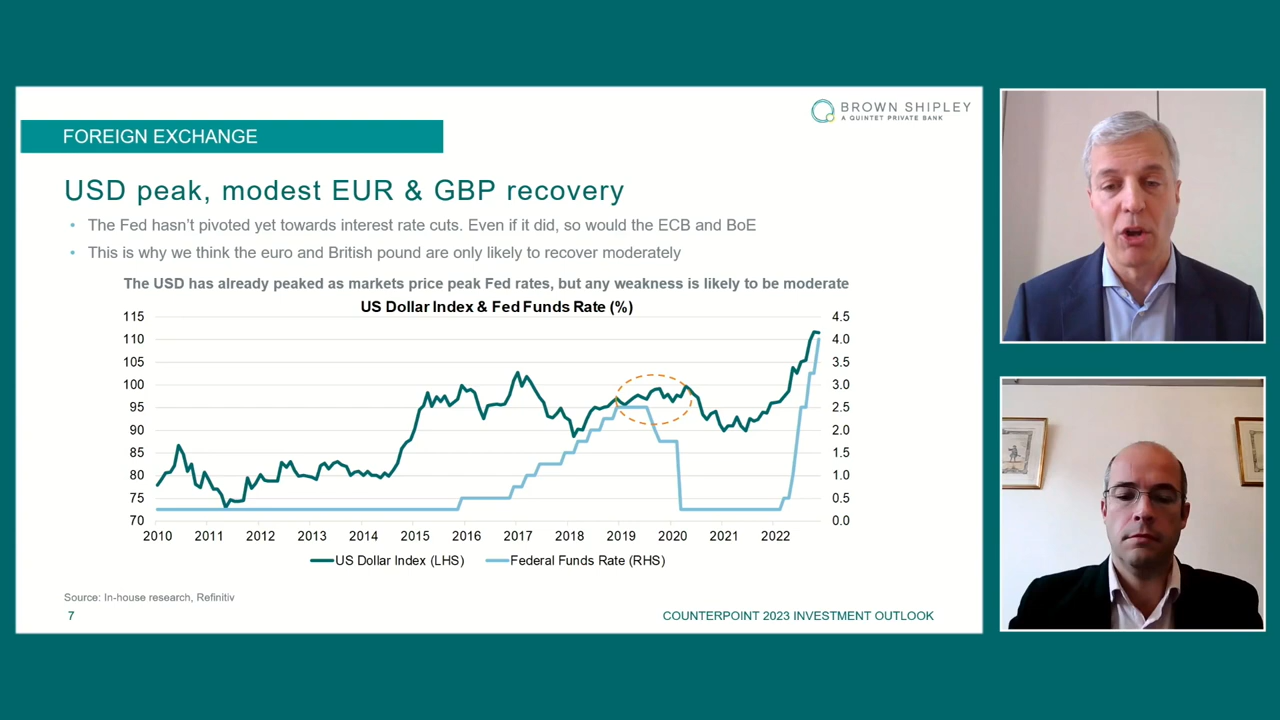 BROWN SHIPLEY
A QUINTET PRIVATE BANK
FOREIGN EXCHANGE
USD peak, modest EUR & GBP recovery
• The Fed hasn't pivoted yet towards interest rate cuts. Even if it did, so would the ECB and BoE
• This is why we think the euro and British pound are only likely to recover moderately
The USD has already peaked as markets price peak Fed rates, but any weakness is likely to be moderate
US Dollar Index & Fed Funds Rate (%)
115 4.5
110 4.0
105 3.5
100 3.0
95 2.5
90 2.0
85 1.5
80 1.0
75 0.5
70 0.0
2010 2011 2012 2013 2014 2015 2016 2017 2018 2019 2020 2021 2022
US Dollar Index (LHS) Federal Funds Rate (RHS)
Source: In-house research, Refinitiv
7 COUNTERPOINT 2023 INVESTMENT OUTLOOK